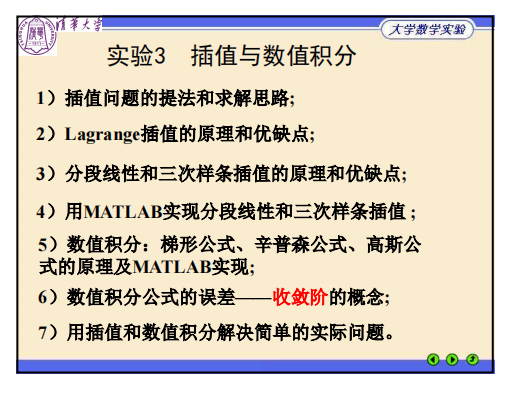 清华大学
大学数学实验
实验3 插值与数值积分
1）插值问题的提法和求解思路;
2）Lagrange插值的原理和优缺点;
3）分段线性和三次样条插值的原理和优缺点;
4）用MATLAB实现分段线性和三次样条插值 ;
5）数值积分：梯形公式、辛普森公式、高斯公
式的原理及MATLAB实现;
6）数值积分公式的误差——收敛阶的概念;
7）用插值和数值积分解决简单的实际问题。